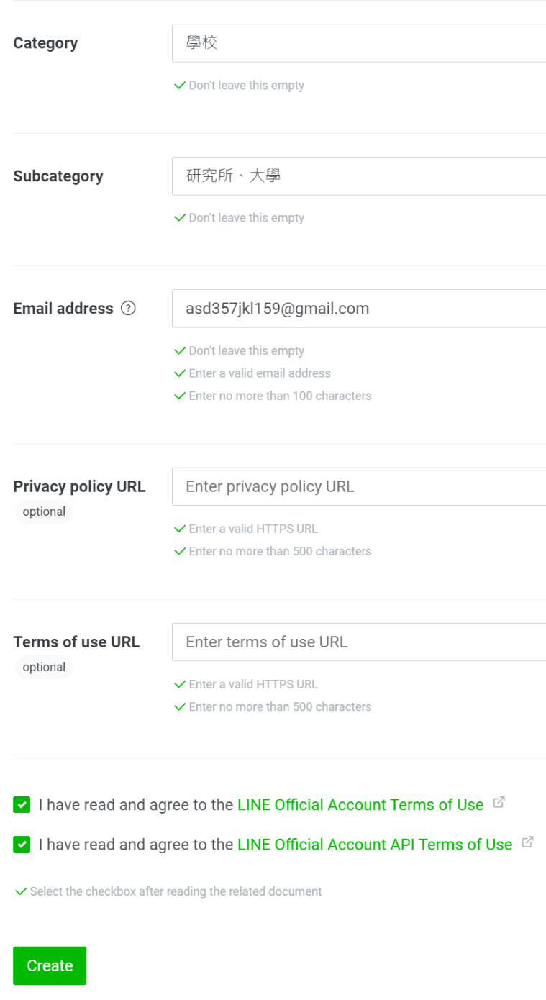 Category
學校
Don't leave this empty
Subcategory
研究所、大學
Don't leave this empty
Email address
asd357jkl159@gmail.com
Don't leave this empty
Enter a valid email address
Enter no more than 100 characters
Privacy policy URL
optional
Enter privacy policy URL
Enter a valid HTTPS URL
Enter no more than 500 characters
Terms of use URL
optional
Enter terms of use URL
Enter a valid HTTPS URL
Enter no more than 500 characters
I have read and agree to the LINE Official Account Terms of Use
I have read and agree to the LINE Official Account API Terms of Use
Select the checkbox after reading the related document
Create